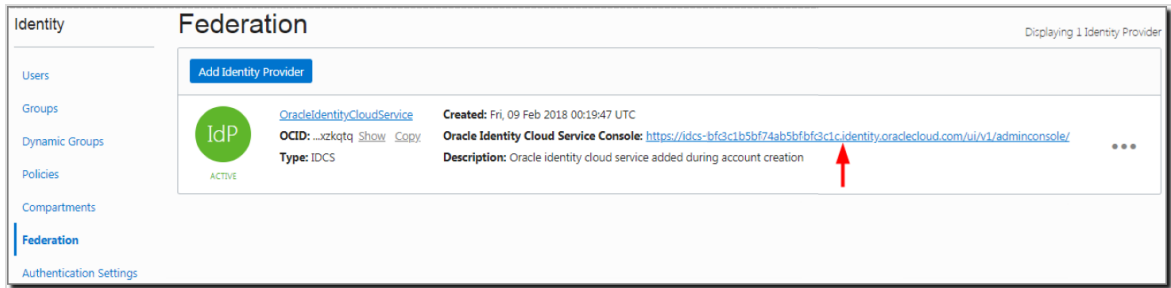 Identity
Federation
Displaying 1 Identity Provider
Users
Groups
Dynamic Groups
Policies
Compartments
Federation
Authentication Settings
Add Identity Provider
IdP
ACTIVE
OracleIdentityCloudService
OCID: ...xzkqtq Show Copy
Type: IDCS
Created: Fri, 09 Feb 2018 00:19:47 UTC
Oracle Identity Cloud Service Console: https://idcs-bfc3c1b5bf74ab5bfbfc3c1c.identity.oraclecloud.com/ui/v1/adminconsole/
Description: Oracle identity cloud service added during account creation